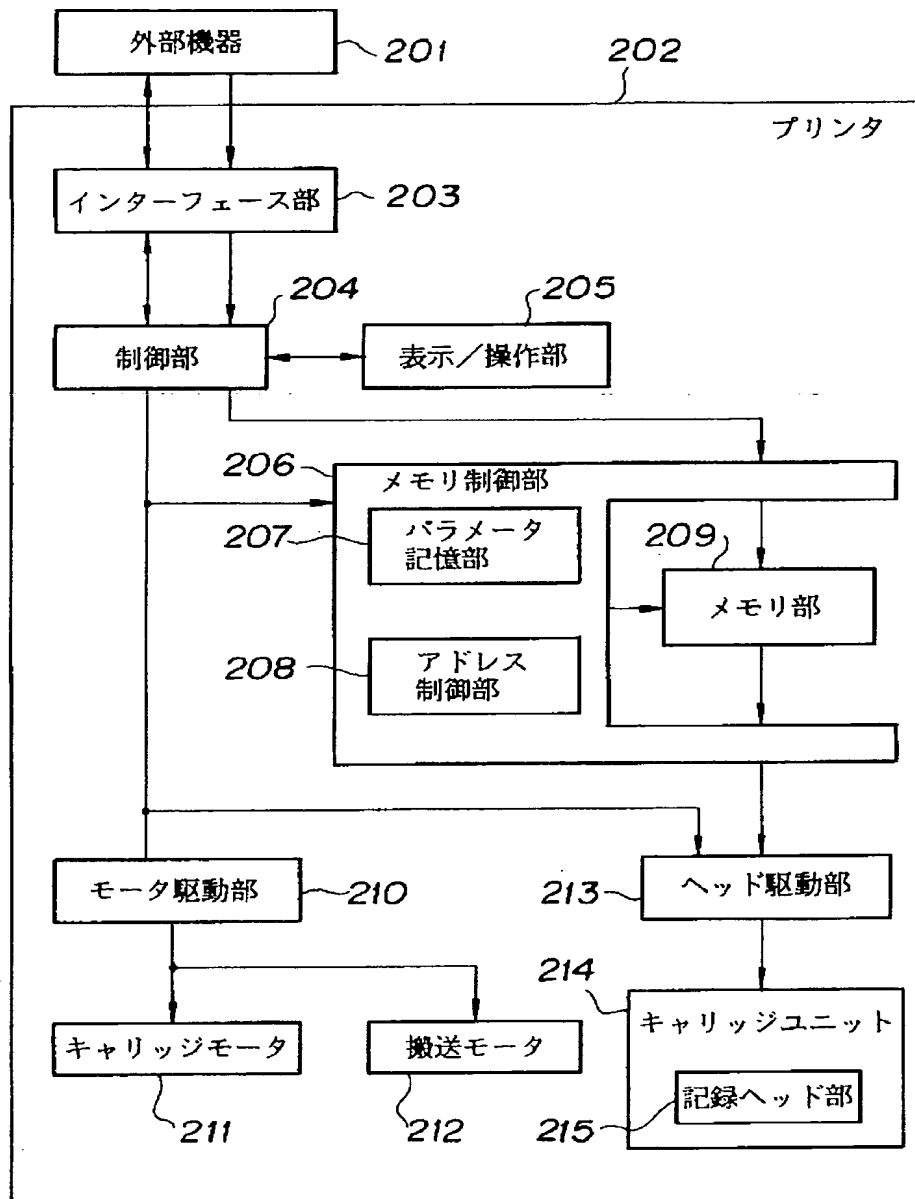 外部機器
201
202
プリンタ
インターフェース部
203
204
205
制御部
表示／操作部
206
メモリ制御部
207
パラメータ
記憶部
209
メモリ部
208
アドレス
制御部
モータ駆動部
210
213
ヘッド駆動部
214
キャリッジモータ
搬送モータ
キャリッジユニット
211
212
215
記録ヘッド部